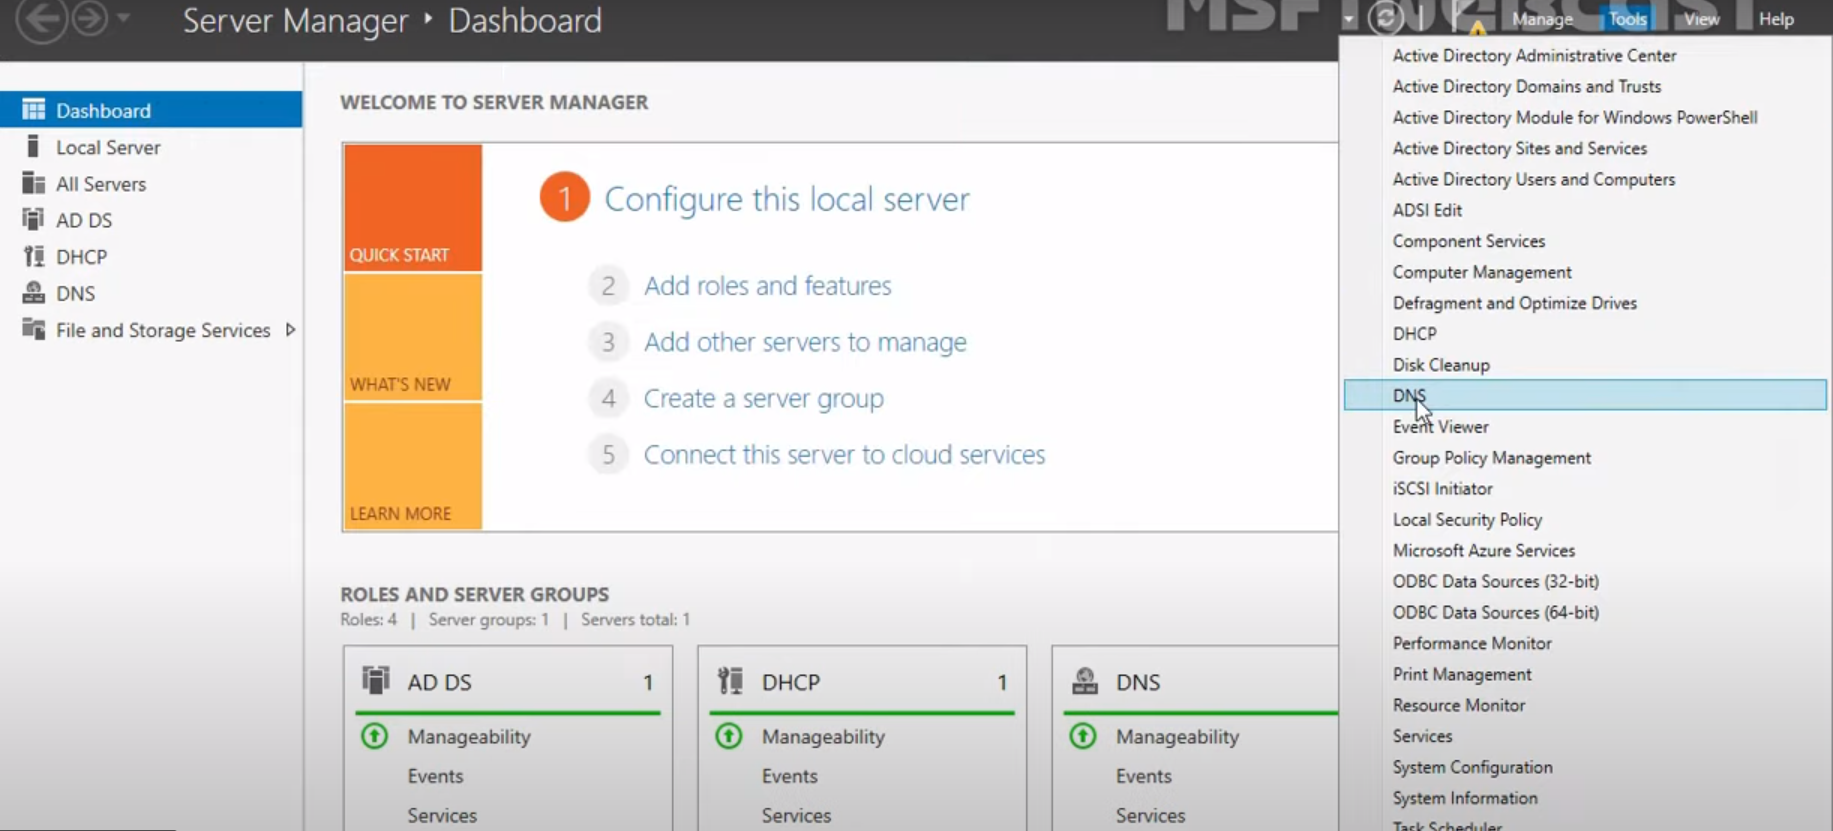 Server Manager ‣ Dashboard
MSFT WEBCAST
Manage Tools View Help
Dashboard
Local Server
All Servers
AD DS
DHCP
DNS
File and Storage Services
WELCOME TO SERVER MANAGER
QUICK START
WHAT'S NEW
LEARN MORE
1 Configure this local server
2 Add roles and features
3 Add other servers to manage
4 Create a server group
5 Connect this server to cloud services
ROLES AND SERVER GROUPS
Roles: 4 | Server groups: 1 | Servers total: 1
AD DS 1
Manageability
Events
Services
DHCP 1
Manageability
Events
Services
DNS
Manageability
Events
Services
Active Directory Administrative Center
Active Directory Domains and Trusts
Active Directory Module for Windows PowerShell
Active Directory Sites and Services
Active Directory Users and Computers
ADSI Edit
Component Services
Computer Management
Defragment and Optimize Drives
DHCP
Disk Cleanup
DNS
Event Viewer
Group Policy Management
iSCSI Initiator
Local Security Policy
Microsoft Azure Services
ODBC Data Sources (32-bit)
ODBC Data Sources (64-bit)
Performance Monitor
Print Management
Resource Monitor
Services
System Configuration
System Information
Task Scheduler